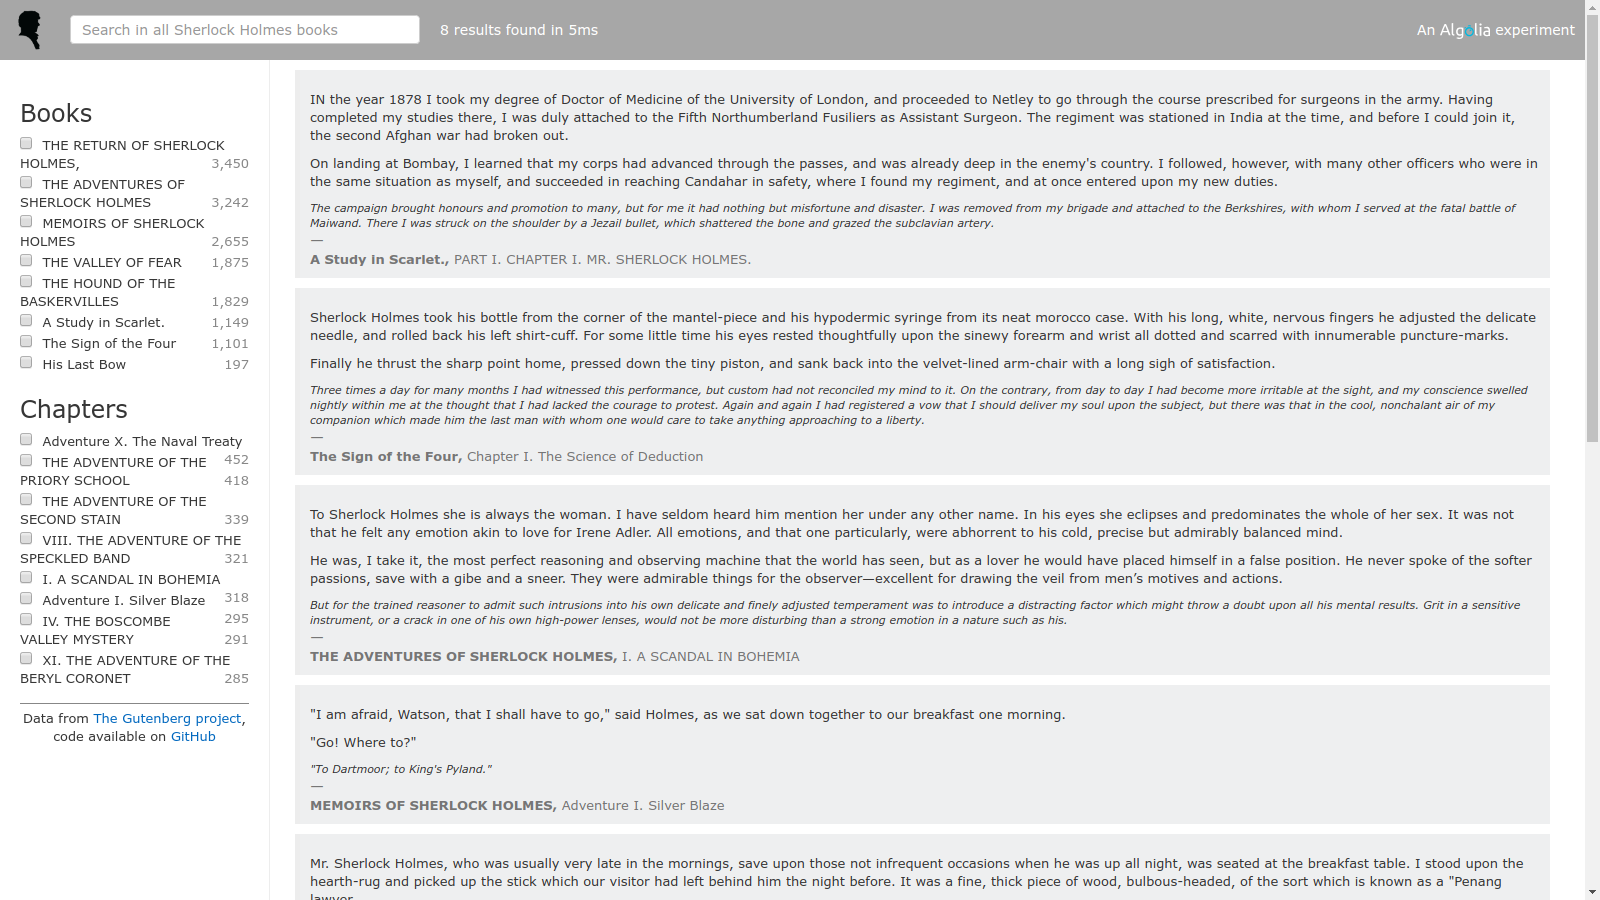 Search in all Sherlock Holmes books
8 results found in 5ms
An Algolia experiment
Books
THE RETURN OF SHERLOCK
HOLMES, 3,450
THE ADVENTURES OF
SHERLOCK HOLMES 3,242
MEMOIRS OF SHERLOCK
HOLMES 2,655
THE VALLEY OF FEAR 1,875
THE HOUND OF THE
BASKERVILLES 1,829
A Study in Scarlet. 1,149
The Sign of the Four 1,101
His Last Bow 197
Chapters
Adventure X. The Naval Treaty
452
THE ADVENTURE OF THE
PRIORY SCHOOL 418
THE ADVENTURE OF THE
SECOND STAIN 339
VIII. THE ADVENTURE OF THE
SPECKLED BAND 321
I. A SCANDAL IN BOHEMIA
318
Adventure I. Silver Blaze
295
IV. THE BOSCOMBE
VALLEY MYSTERY 291
XI. THE ADVENTURE OF THE
BERYL CORONET 285
Data from The Gutenberg project,
code available on GitHub
IN the year 1878 I took my degree of Doctor of Medicine of the University of London, and proceeded to Netley to go through the course prescribed for surgeons in the army. Having
completed my studies there, I was duly attached to the Fifth Northumberland Fusiliers as Assistant Surgeon. The regiment was stationed in India at the time, and before I could join it,
the second Afghan war had broken out.
On landing at Bombay, I learned that my corps had advanced through the passes, and was already deep in the enemy's country. I followed, however, with many other officers who were in
the same situation as myself, and succeeded in reaching Candahar in safety, where I found my regiment, and at once entered upon my new duties.
The campaign brought honours and promotion to many, but for me it had nothing but misfortune and disaster. I was removed from my brigade and attached to the Berkshires, with whom I served at the fatal battle of
Maiwand. There I was struck on the shoulder by a Jezail bullet, which shattered the bone and grazed the subclavian artery.
—
A Study in Scarlet., PART I. CHAPTER I. MR. SHERLOCK HOLMES.
Sherlock Holmes took his bottle from the corner of the mantel-piece and his hypodermic syringe from its neat morocco case. With his long, white, nervous fingers he adjusted the delicate
needle, and rolled back his left shirt-cuff. For some little time his eyes rested thoughtfully upon the sinewy forearm and wrist all dotted and scarred with innumerable puncture-marks.
Finally he thrust the sharp point home, pressed down the tiny piston, and sank back into the velvet-lined arm-chair with a long sigh of satisfaction.
Three times a day for many months I had witnessed this performance, but custom had not reconciled my mind to it. On the contrary, from day to day I had become more irritable at the sight, and my conscience swelled
nightly within me at the thought that I had lacked the courage to protest. Again and again I had registered a vow that I should deliver my soul upon the subject, but there was that in the cool, nonchalant air of my
companion which made him the last man with whom one would care to take anything approaching to a liberty.
—
The Sign of the Four, Chapter I. The Science of Deduction
To Sherlock Holmes she is always the woman. I have seldom heard him mention her under any other name. In his eyes she eclipses and predominates the whole of her sex. It was not
that he felt any emotion akin to love for Irene Adler. All emotions, and that one particularly, were abhorrent to his cold, precise but admirably balanced mind.
He was, I take it, the most perfect reasoning and observing machine that the world has seen, but as a lover he would have placed himself in a false position. He never spoke of the softer
passions, save with a gibe and a sneer. They were admirable things for the observer—excellent for drawing the veil from men’s motives and actions.
But for the trained reasoner to admit such intrusions into his own delicate and finely adjusted temperament was to introduce a distracting factor which might throw a doubt upon all his mental results. Grit in a sensitive
instrument, or a crack in one of his own high-power lenses, would not be more disturbing than a strong emotion in a nature such as his.
—
THE ADVENTURES OF SHERLOCK HOLMES, I. A SCANDAL IN BOHEMIA
"I am afraid, Watson, that I shall have to go," said Holmes, as we sat down together to our breakfast one morning.
"Go! Where to?"
"To Dartmoor; to King's Pyland."
—
MEMOIRS OF SHERLOCK HOLMES, Adventure I. Silver Blaze
Mr. Sherlock Holmes, who was usually very late in the mornings, save upon those not infrequent occasions when he was up all night, was seated at the breakfast table. I stood upon the
hearth-rug and picked up the stick which our visitor had left behind him the night before. It was a fine, thick piece of wood, bulbous-headed, of the sort which is known as a "Penang
lawyer